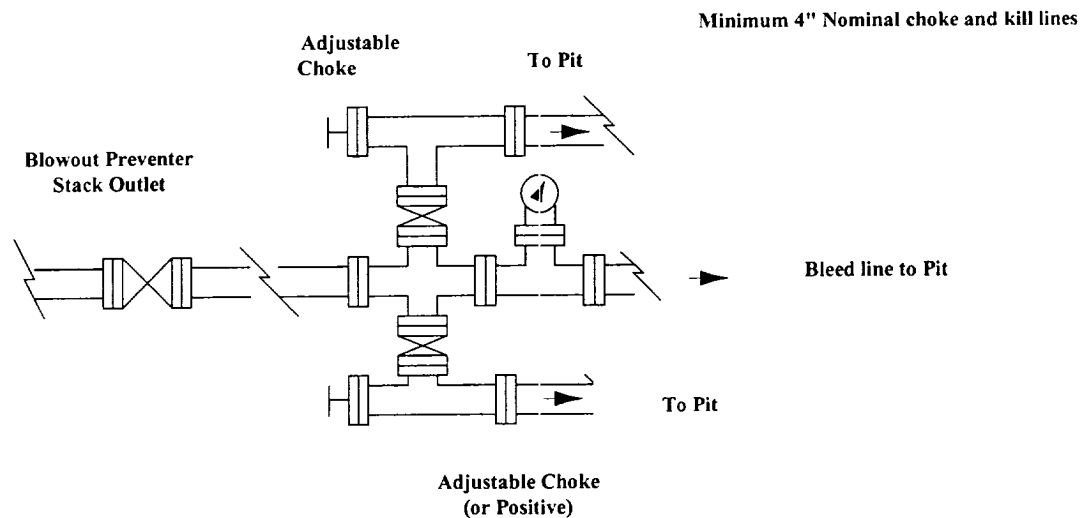 Minimum 4" Nominal choke and kill lines
Adjustable
Choke
To Pit
Blowout Preventer
Stack Outlet
Bleed line to Pit
To Pit
Adjustable Choke
(or Positive)